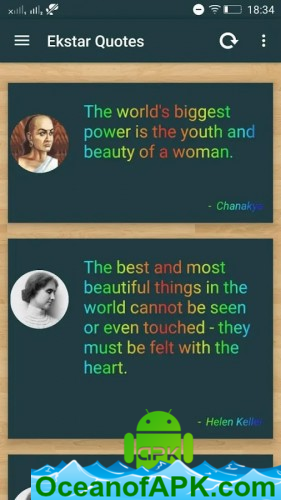 18:34
Ekstar Quotes
The world's biggest
power is the youth and
beauty of a woman.
- Chanakya
The best and most
beautiful things in the
world cannot be seen
or even touched - they
must be felt with the
heart.
- Helen Keller
APK
OceanofAPK.com